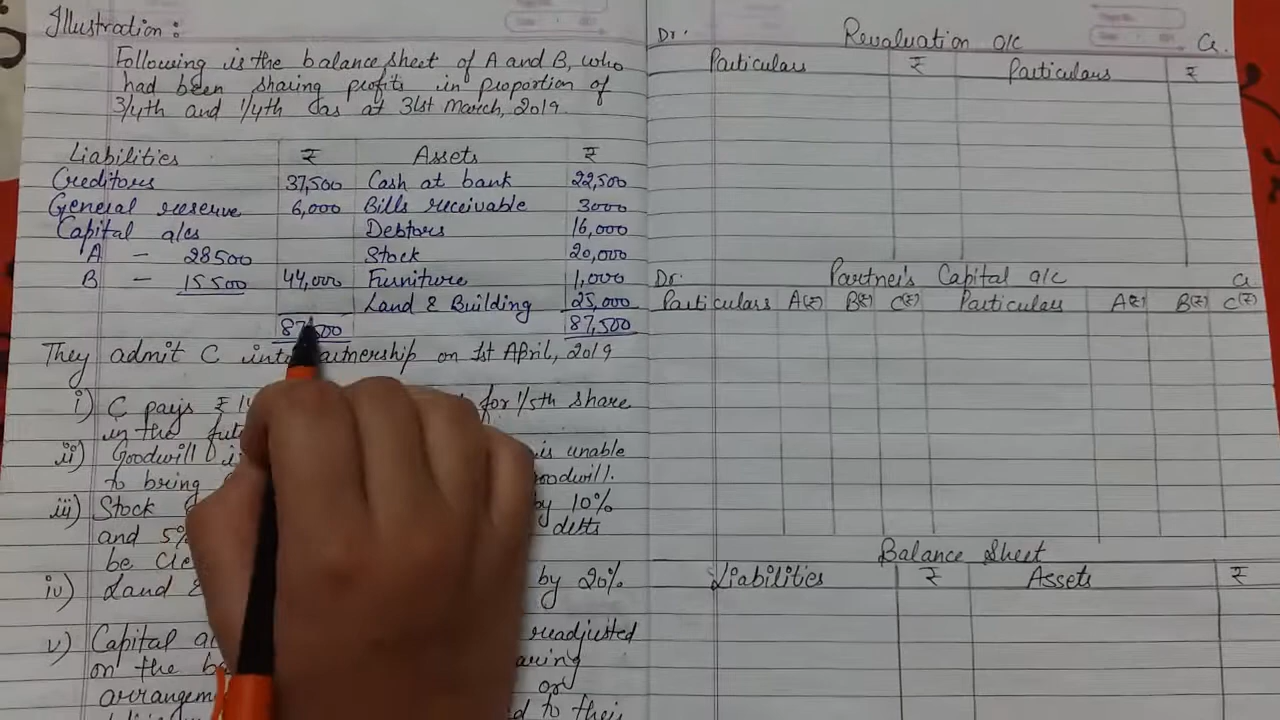 Illustration :
Following is the balance sheet of A and B, who
had been sharing profits in proportion of
3/4th and 1/4th as at 31st March, 2019.
Liabilities ₹ Assets ₹
Creditors 37,500 Cash at bank 22,500
General reserve 6,000 Bills receivable 3000
Capital a/cs Debtors 16,000
A - 28500 Stock 20,000
B - 15500 44,000 Furniture 1,000
Land & Building 25,000
87,500 87,500
They admit C into partnership on 1st April, 2019
i) C pays ₹ for 1/5th share
in the
ii) Goodwill is unable
to bring goodwill.
iii) Stock by 10%
and 5% debts
be
iv) Land & by 20%
v) Capital readjusted
on the
or
to their
Dr. Revaluation a/c Cr.
Particulars ₹ Particulars ₹
Dr. Partner's Capital a/c Cr.
Particulars A(₹) B(₹) C(₹) Particulars A(₹) B(₹) C(₹)
Balance Sheet
Liabilities ₹ Assets ₹